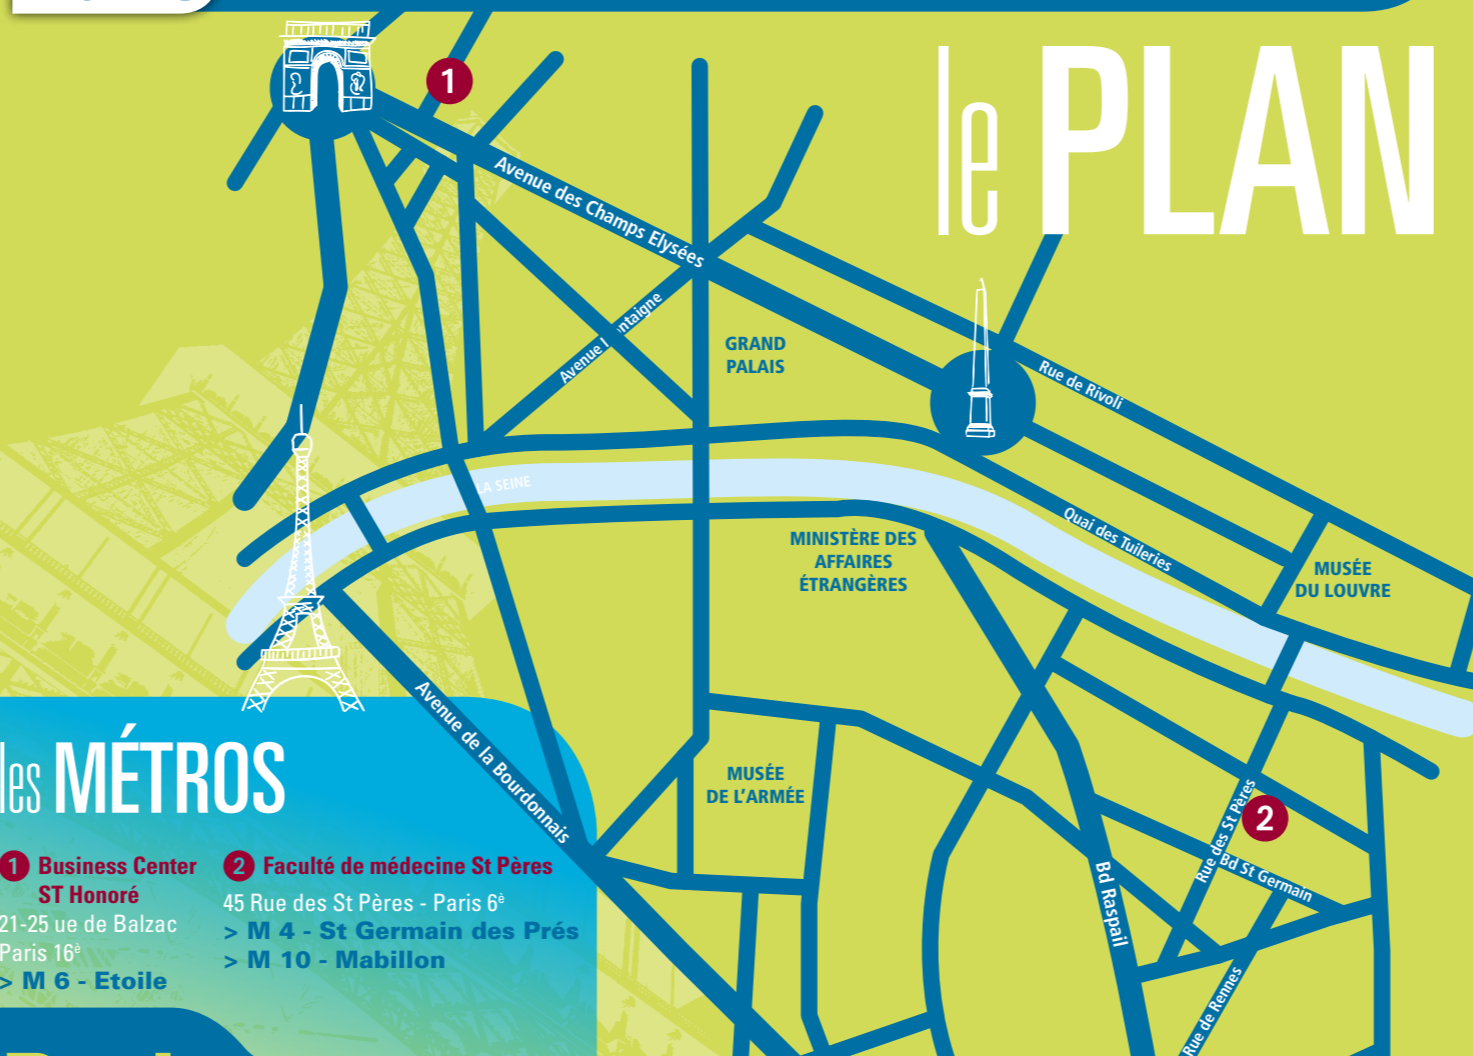 le PLAN
1
Avenue des Champs Elysées
Avenue
ntaigne
GRAND
PALAIS
Rue de Rivoli
LA SEINE
Quai des Tuileries
MINISTÈRE DES
AFFAIRES
ÉTRANGÈRES
MUSÉE
DU LOUVRE
Avenue de la Bourdonnais
MUSÉE
DE L'ARMÉE
Rue des St Pères
2
Bd St Germain
Bd Raspail
Rue de Rennes
les MÉTROS
1 Business Center
ST Honoré
21-25 ue de Balzac
Paris 16è
> M 6 - Etoile
2 Faculté de médecine St Pères
45 Rue des St Pères - Paris 6è
> M 4 - St Germain des Prés
> M 10 - Mabillon